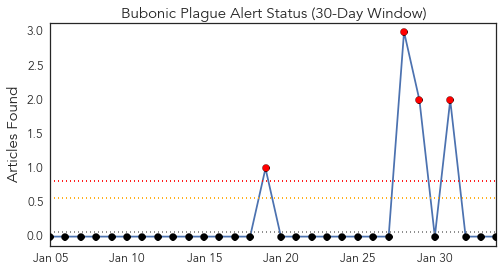 Bubonic Plague Alert Status (30-Day Window)
Articles Found
3.0
2.5
2.0
1.5
1.0
0.5
0.0
Jan 05 Jan 10 Jan 15 Jan 20 Jan 25 Jan 30